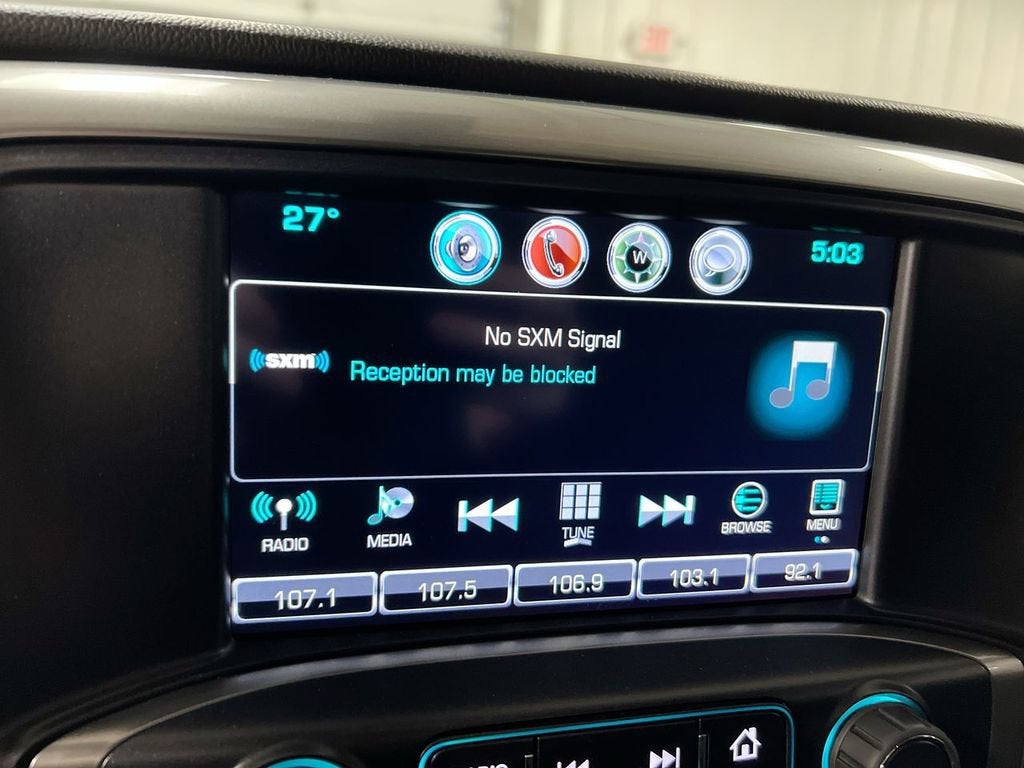 27°
W
5:03
No SXM Signal
((sxm))
Reception may be blocked
RADIO
MEDIA
TUNE
BROWSE
MENU
107.1
107.5
106.9
103.1
92.1